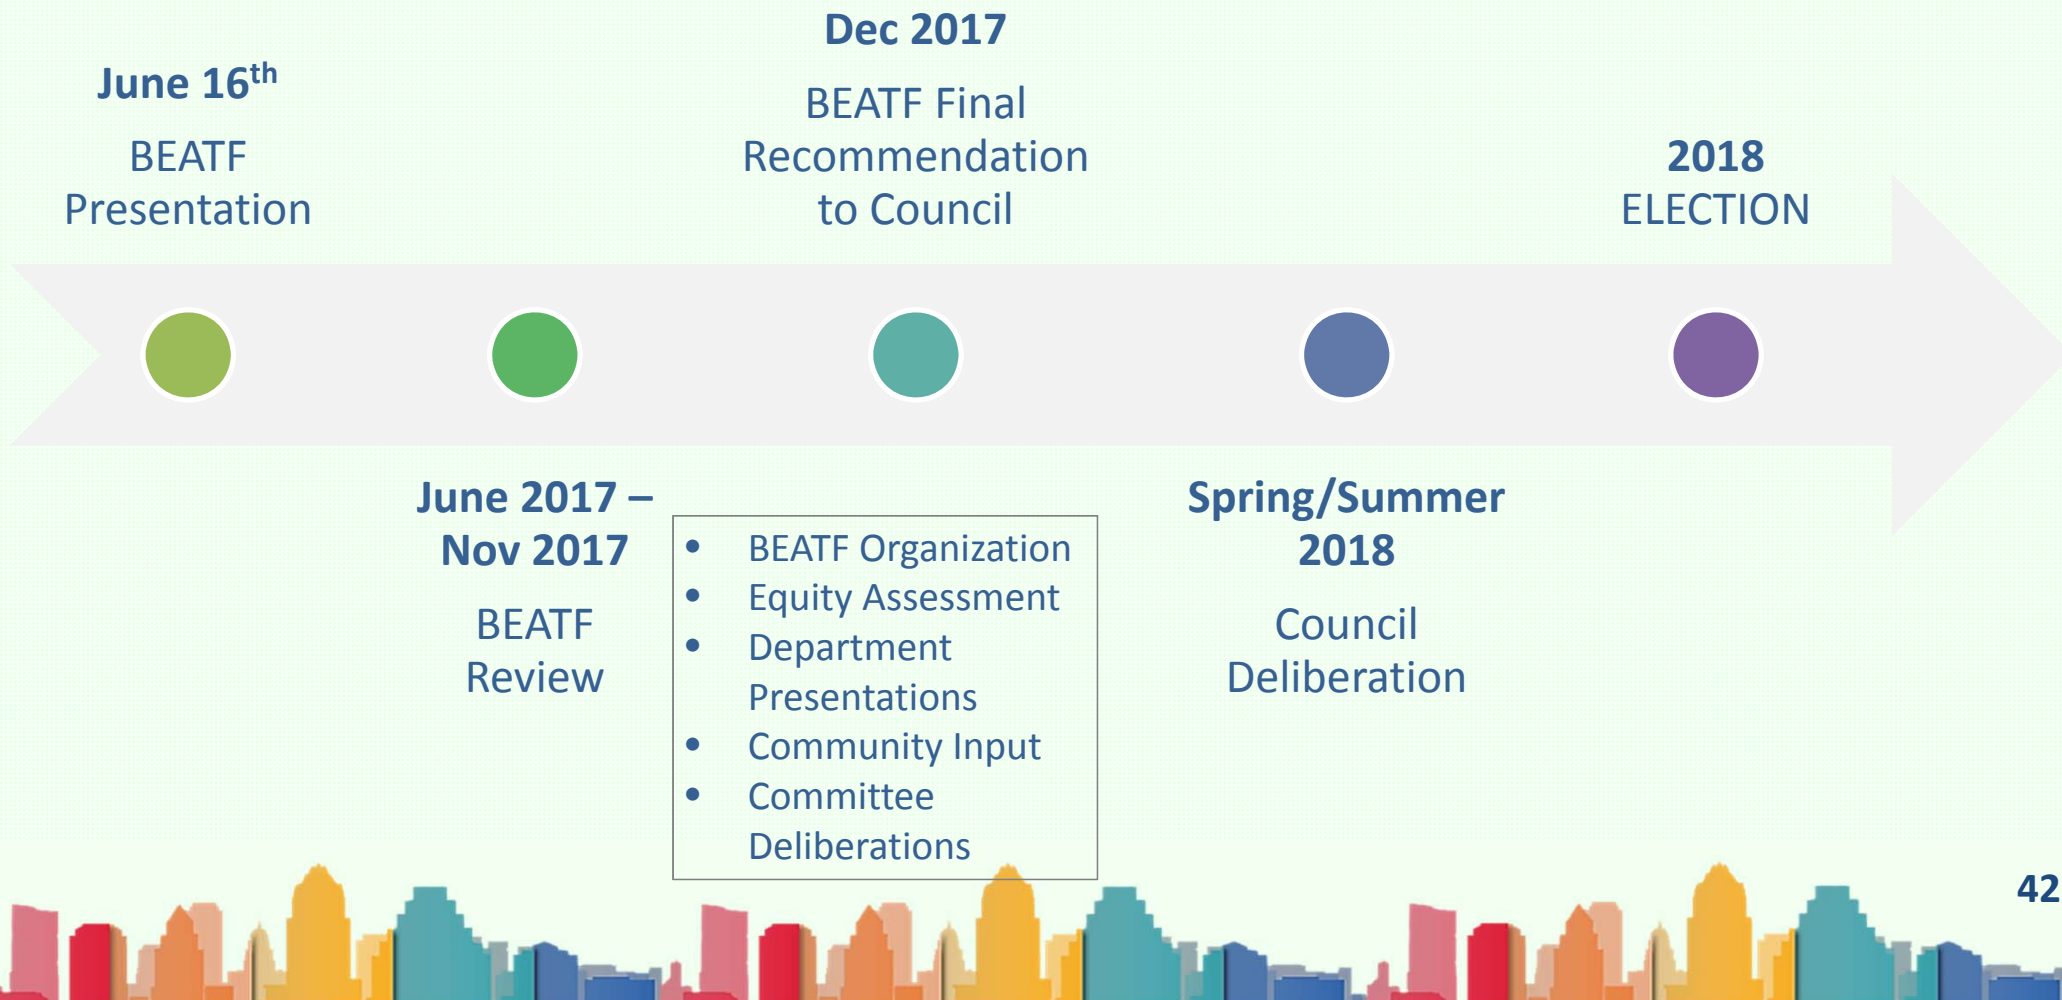 June 16th
BEATF
Presentation
June 2017 –
Nov 2017
BEATF
Review
• BEATF Organization
• Equity Assessment
• Department
Presentations
• Community Input
• Committee
Deliberations
Dec 2017
BEATF Final
Recommendation
to Council
Spring/Summer
2018
Council
Deliberation
2018
ELECTION
42